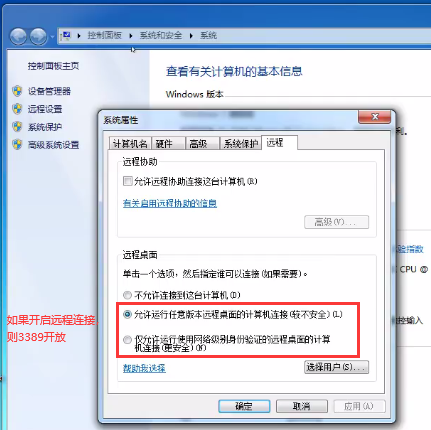 控制面板 ▸ 系统和安全 ▸ 系统
控制面板主页
设备管理器
远程设置
系统保护
高级系统设置
查看有关计算机的基本信息
Windows 版本
利。
系统属性
计算机名 硬件 高级 系统保护 远程
远程协助
允许远程协助连接这台计算机(R)
有关启用远程协助的信息
高级(V)...
远程桌面
单击一个选项，然后指定谁可以连接(如果需要)。
不允许连接到这台计算机(D)
允许运行任意版本远程桌面的计算机连接(较不安全)(L)
仅允许运行使用网络级别身份验证的远程桌面的计算
机连接(更安全)(N)
帮助我选择
选择用户(S)...
确定 取消 应用(A)
如果开启远程连接
则3389开放
验指数
CPU @
控输入